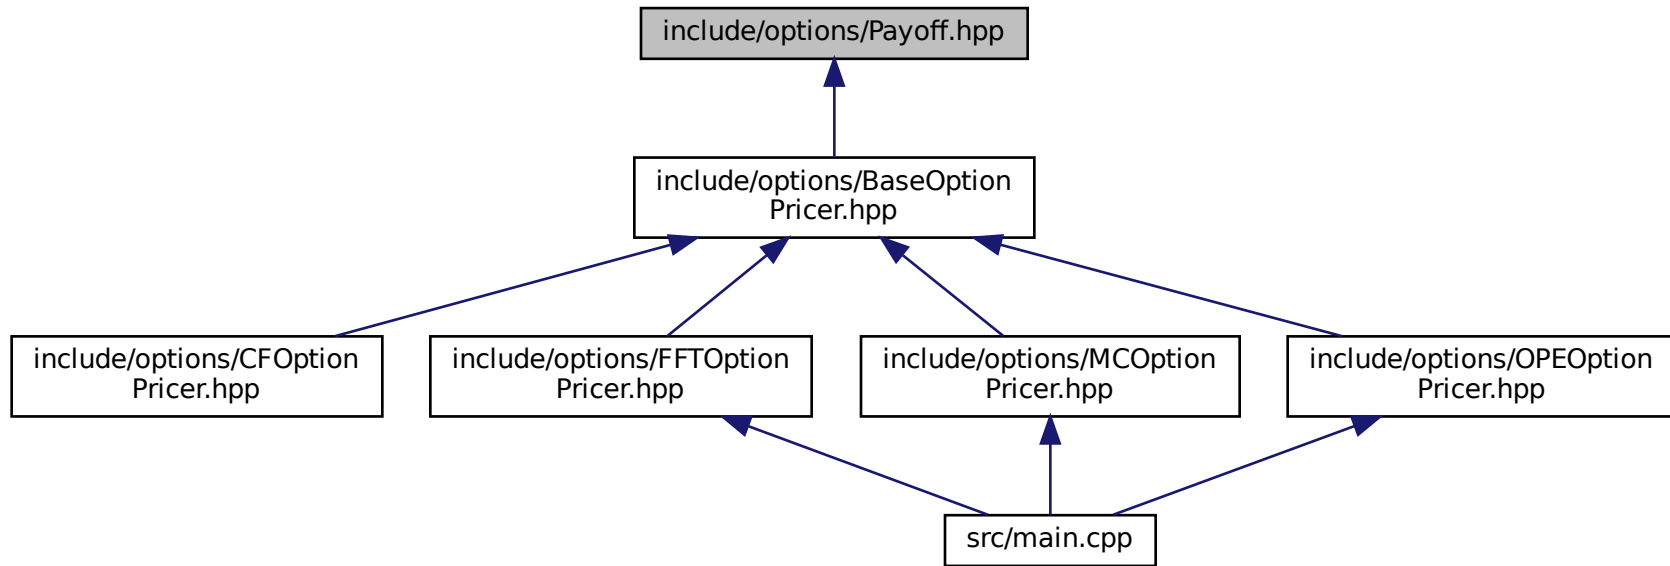 include/options/Payoff.hpp
include/options/BaseOption
Pricer.hpp
include/options/CFOption
Pricer.hpp
include/options/FFTOption
Pricer.hpp
include/options/MCOption
Pricer.hpp
include/options/OPEOption
Pricer.hpp
src/main.cpp